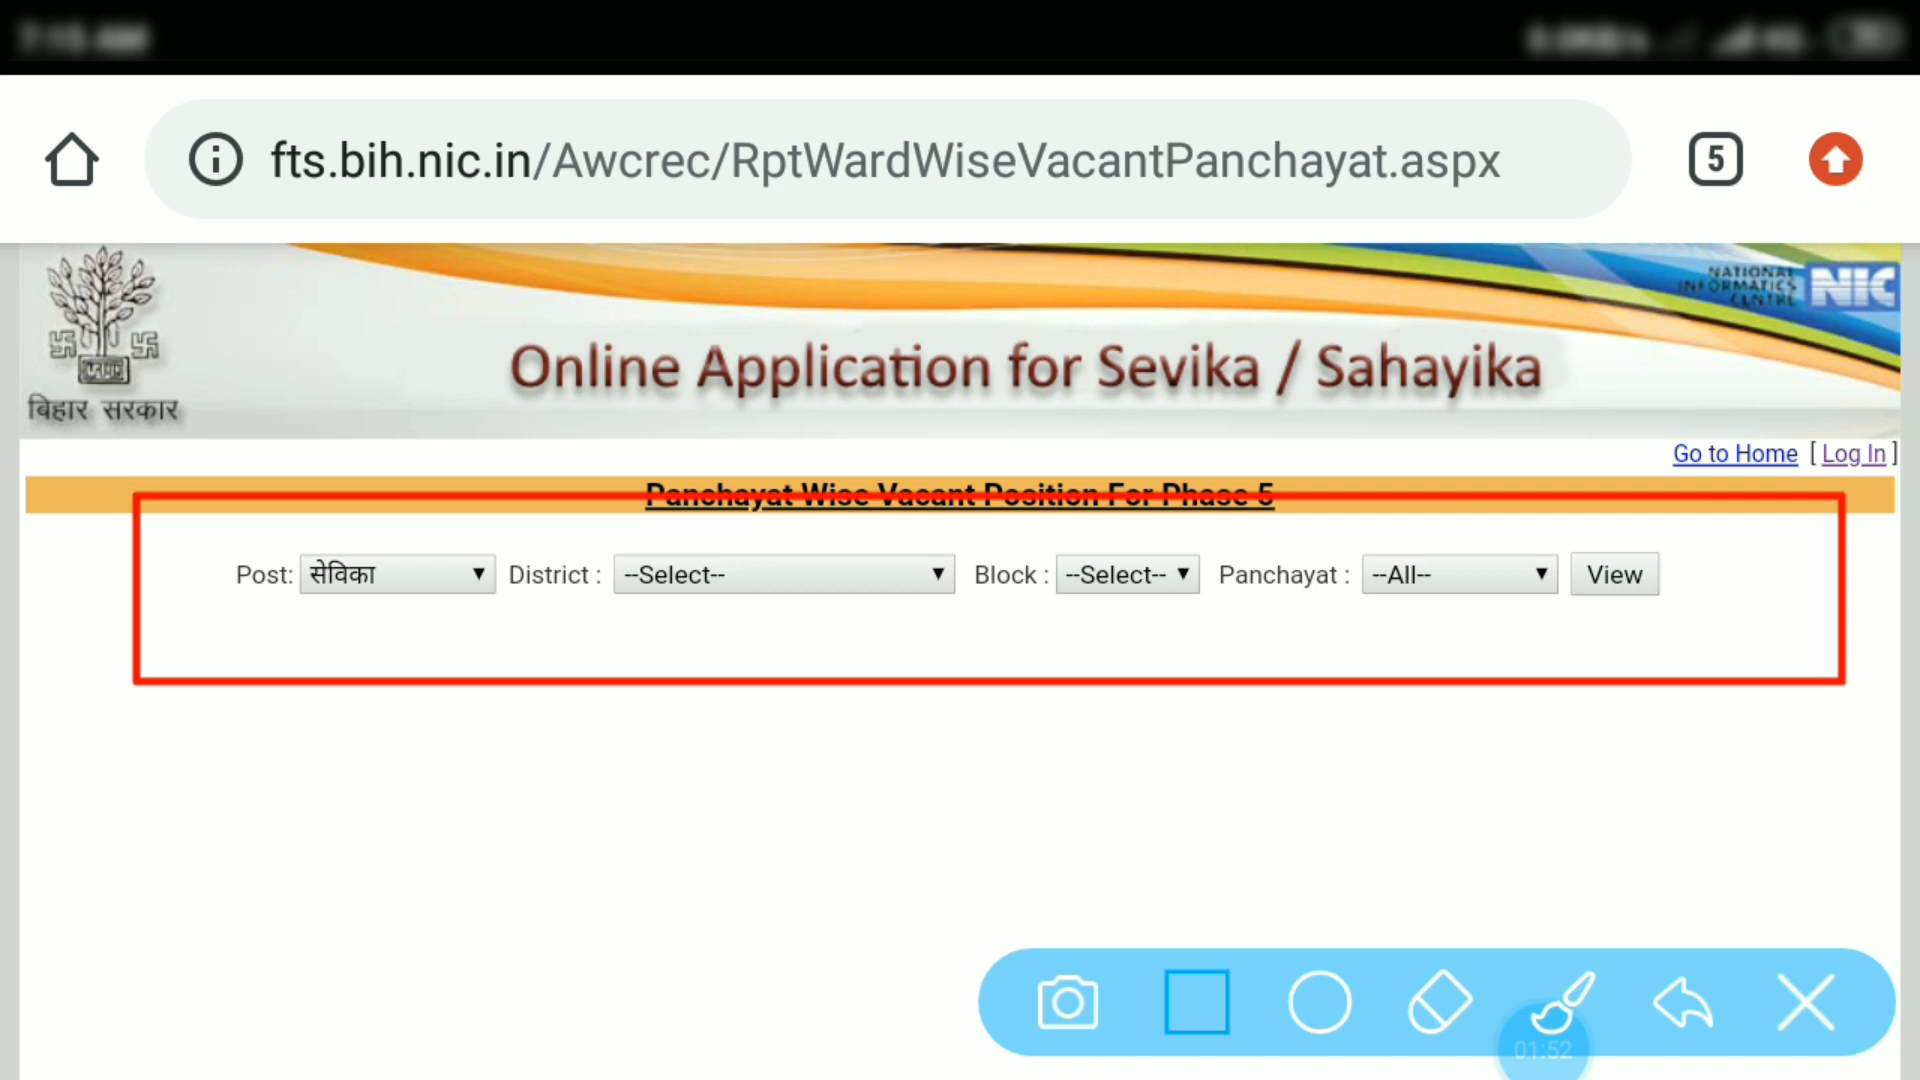 fts.bih.nic.in/Awcrec/RptWardWiseVacantPanchayat.aspx
5
NATIONAL
INFORMATICS
CENTRE
NIC
Online Application for Sevika / Sahayika
बिहार सरकार
Go to Home [ Log In ]
Panchayat Wise Vacant Position For Phase 5
Post: सेविका District : --Select-- Block : --Select-- Panchayat : --All-- View
01:52